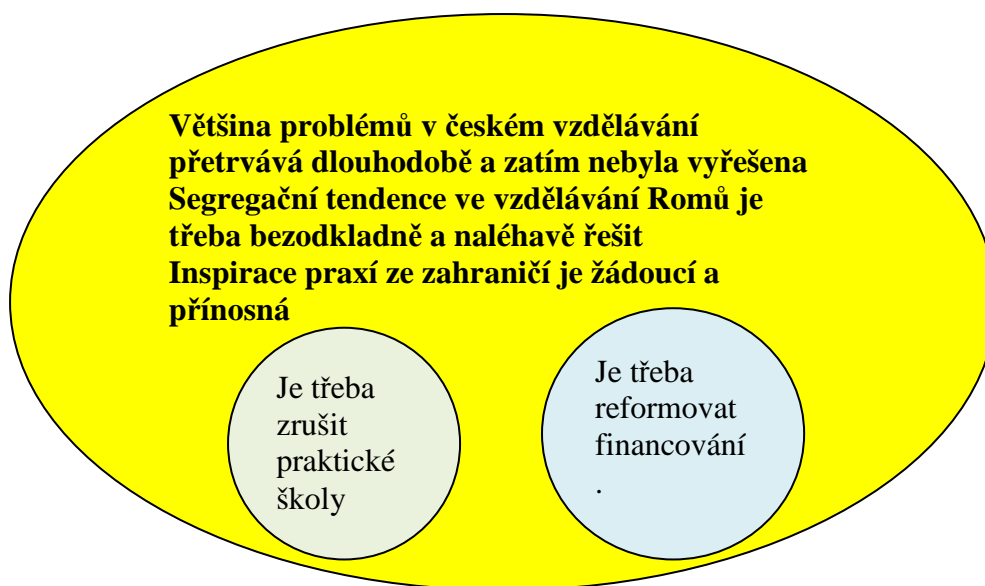 Většina problémů v českém vzdělávání
přetrvává dlouhodobě a zatím nebyla vyřešena
Segregační tendence ve vzdělávání Romů je
třeba bezodkladně a naléhavě řešit
Inspirace praxí ze zahraničí je žádoucí a
přínosná
Je třeba
zrušit
praktické
školy
Je třeba
reformovat
financování
.